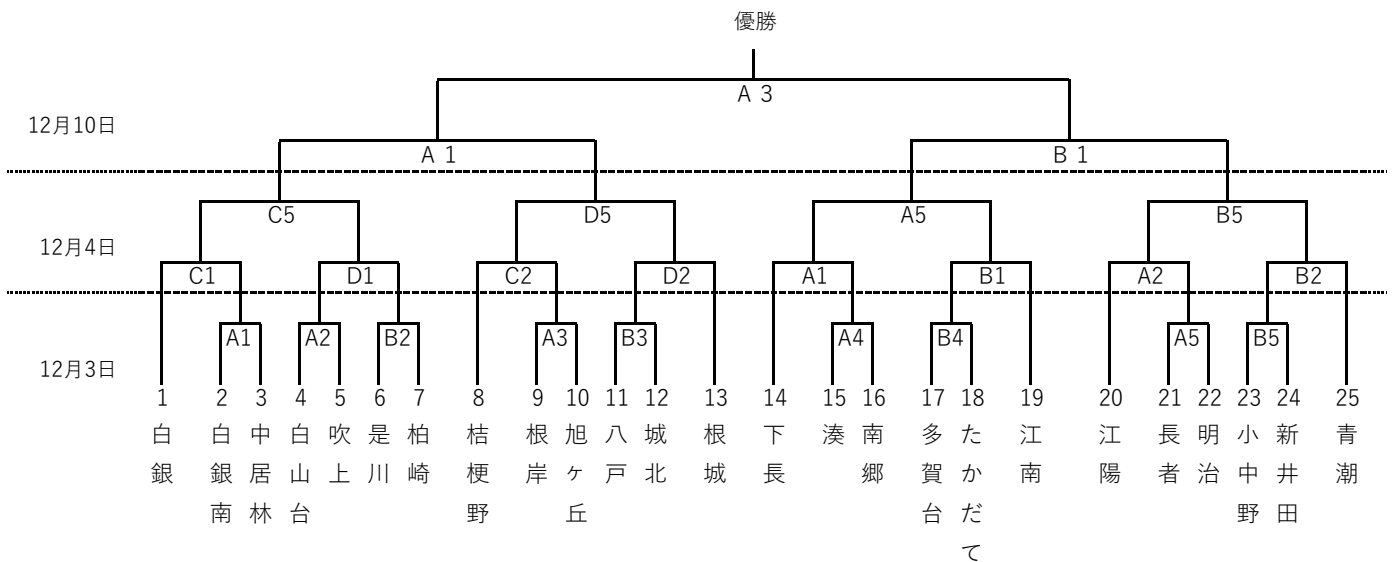 優勝
A 3
12月10日
A 1 B 1
C5 D5 A5 B5
12月4日
C1 D1 C2 D2 A1 B1 A2 B2
A1 A2 B2 A3 B3 A4 B4 A5 B5
12月3日
1 2 3 4 5 6 7 8 9 10 11 12 13 14 15 16 17 18 19 20 21 22 23 24 25
白銀
白銀南
中居林
白山台
吹上
是川
柏崎
桔梗野
根岸
旭ヶ丘
八戸
城北
根城
下長
湊
南郷
多賀台
たかだて
江南
江陽
長者
明治
小中野
新井田
青潮